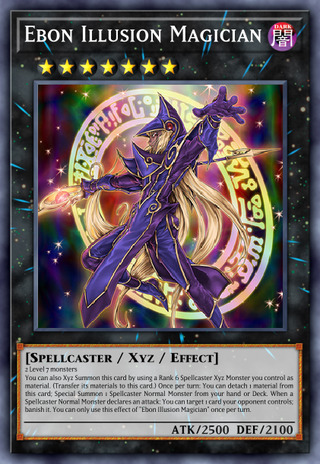 Ebon Illusion Magician
DARK
闇
[Spellcaster / Xyz / Effect]
2 Level 7 monsters
You can also Xyz Summon this card by using a Rank 6 Spellcaster Xyz Monster you control as
material. (Transfer its materials to this card.) Once per turn: You can detach 1 material from
this card; Special Summon 1 Spellcaster Normal Monster from your hand or Deck. When a
Spellcaster Normal Monster declares an attack: You can target 1 card your opponent controls;
banish it. You can only use this effect of "Ebon Illusion Magician" once per turn.
ATK/2500 DEF/2100